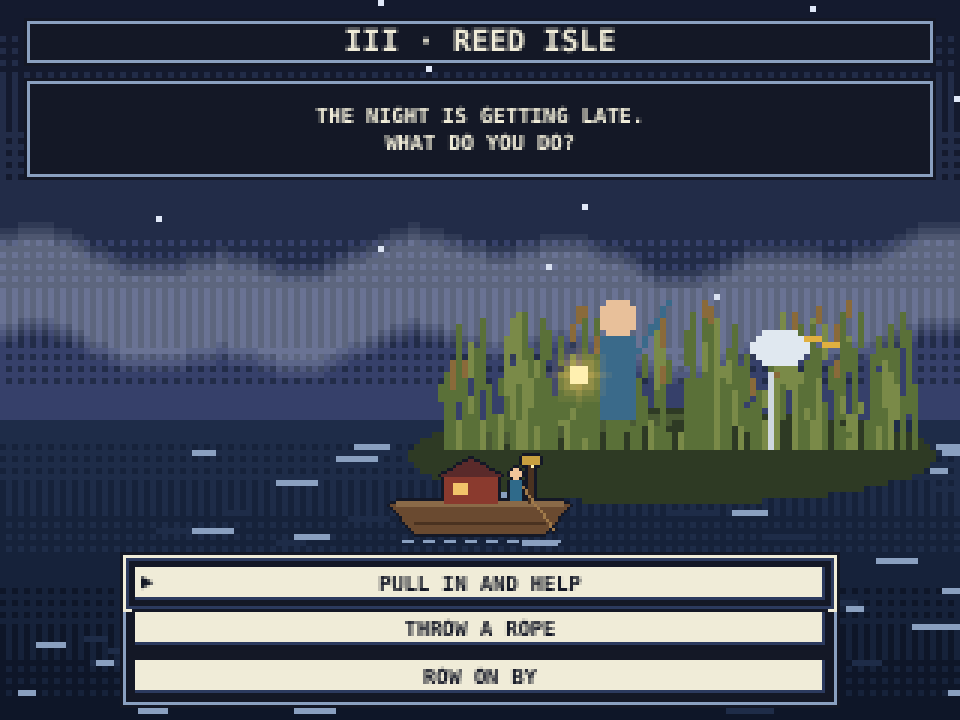 III · REED ISLE
THE NIGHT IS GETTING LATE.
WHAT DO YOU DO?
PULL IN AND HELP
THROW A ROPE
ROW ON BY